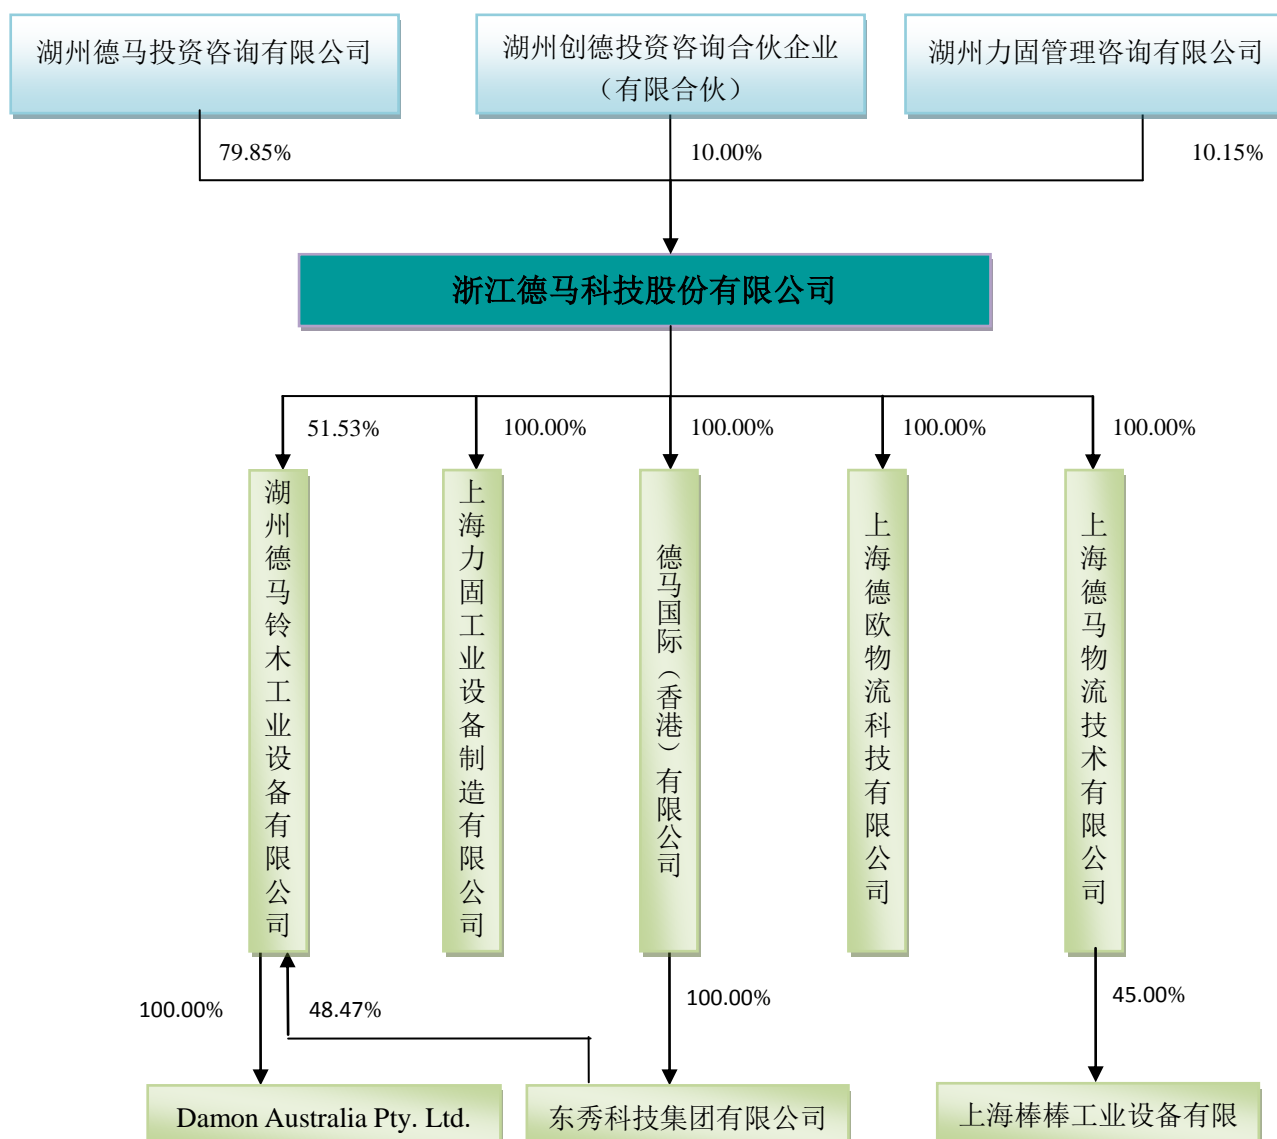 湖州德马投资咨询有限公司
湖州创德投资咨询合伙企业
（有限合伙）
湖州力固管理咨询有限公司
79.85%
10.00%
10.15%
浙江德马科技股份有限公司
51.53%
100.00%
100.00%
100.00%
100.00%
湖州德马铃木工业设备有限公司
上海力固工业设备制造有限公司
德马国际（香港）有限公司
上海德欧物流科技有限公司
上海德马物流技术有限公司
100.00%
48.47%
100.00%
45.00%
Damon Australia Pty. Ltd.
东秀科技集团有限公司
上海棒棒工业设备有限